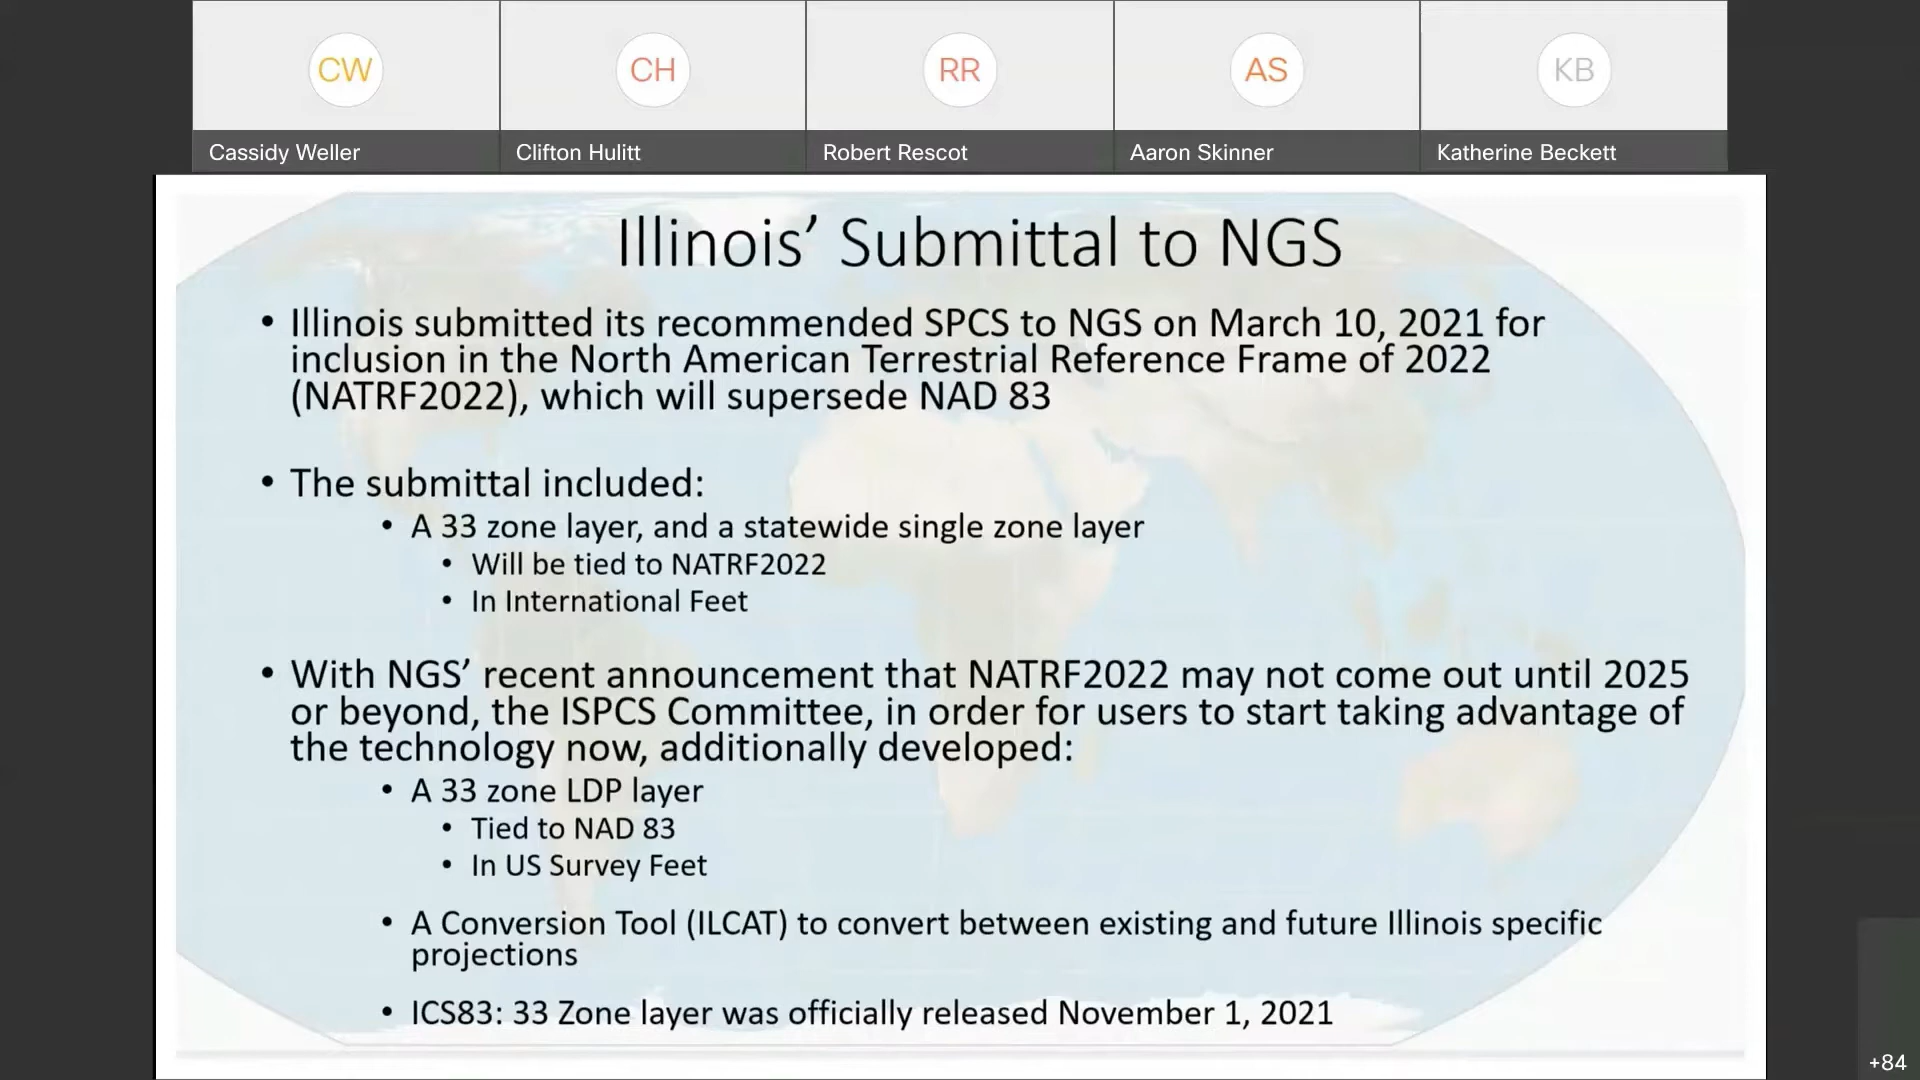 CW
CH
RR
AS
KB
Cassidy Weller
Clifton Hulitt
Robert Rescot
Aaron Skinner
Katherine Beckett
Illinois’ Submittal to NGS
• Illinois submitted its recommended SPCS to NGS on March 10, 2021 for
inclusion in the North American Terrestrial Reference Frame of 2022
(NATRF2022), which will supersede NAD 83
• The submittal included:
• A 33 zone layer, and a statewide single zone layer
• Will be tied to NATRF2022
• In International Feet
• With NGS’ recent announcement that NATRF2022 may not come out until 2025
or beyond, the ISPCS Committee, in order for users to start taking advantage of
the technology now, additionally developed:
• A 33 zone LDP layer
• Tied to NAD 83
• In US Survey Feet
• A Conversion Tool (ILCAT) to convert between existing and future Illinois specific
projections
• ICS83: 33 Zone layer was officially released November 1, 2021
+84